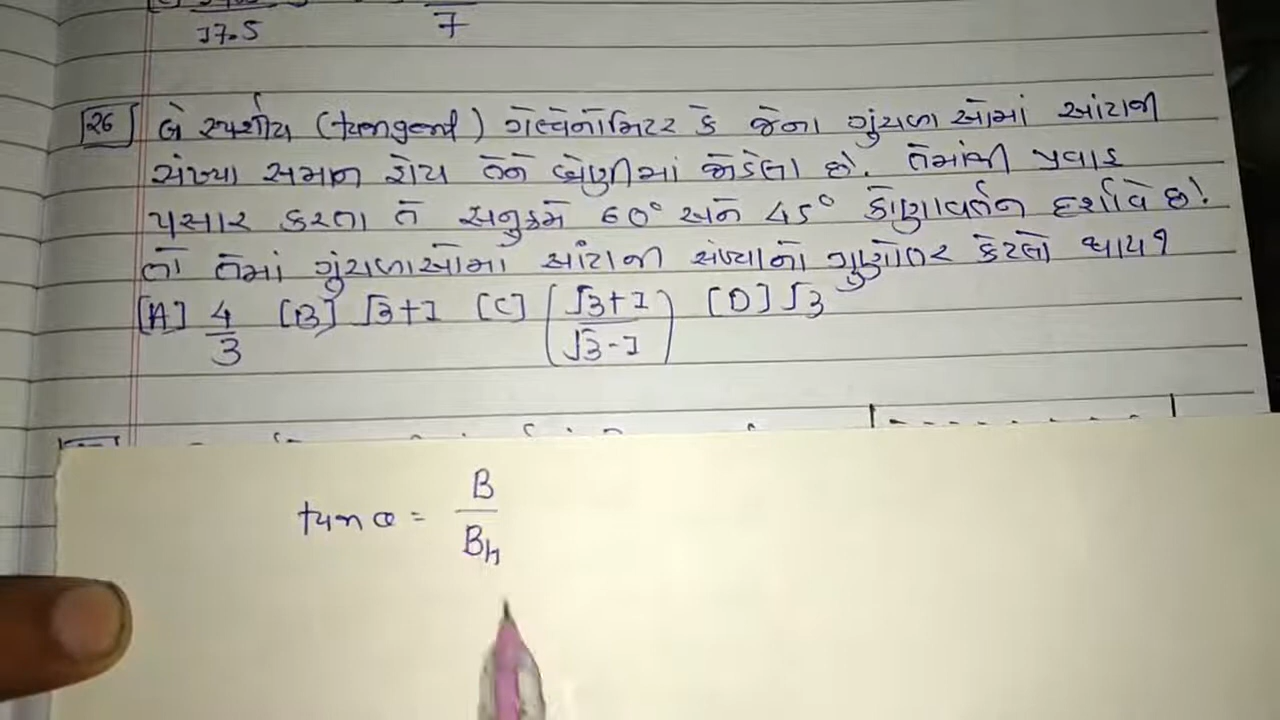 17.5 7
26 બે સ્પર્શીય (tangend) ગેલ્વેનોમિટર કે જેના ગુંચળા ઓમાં આંટાની
સંખ્યા સમાન હોય તેને શ્રેણીમાં જોડેલા છે. તેમાંથી પ્રવાહ
પસાર કરતા તે અનુક્રમે 60° અને 45° કોણાવર્તન દર્શાવે છે!
તો તેમાં ગુંચળાઓમા આંટાની સંખ્યાનો ગુણોતર કેટલો થાય?
[A] 4/3 [B] √3+1 [C] (√3+1/√3-1) [D] √3
tan θ = B/Bh